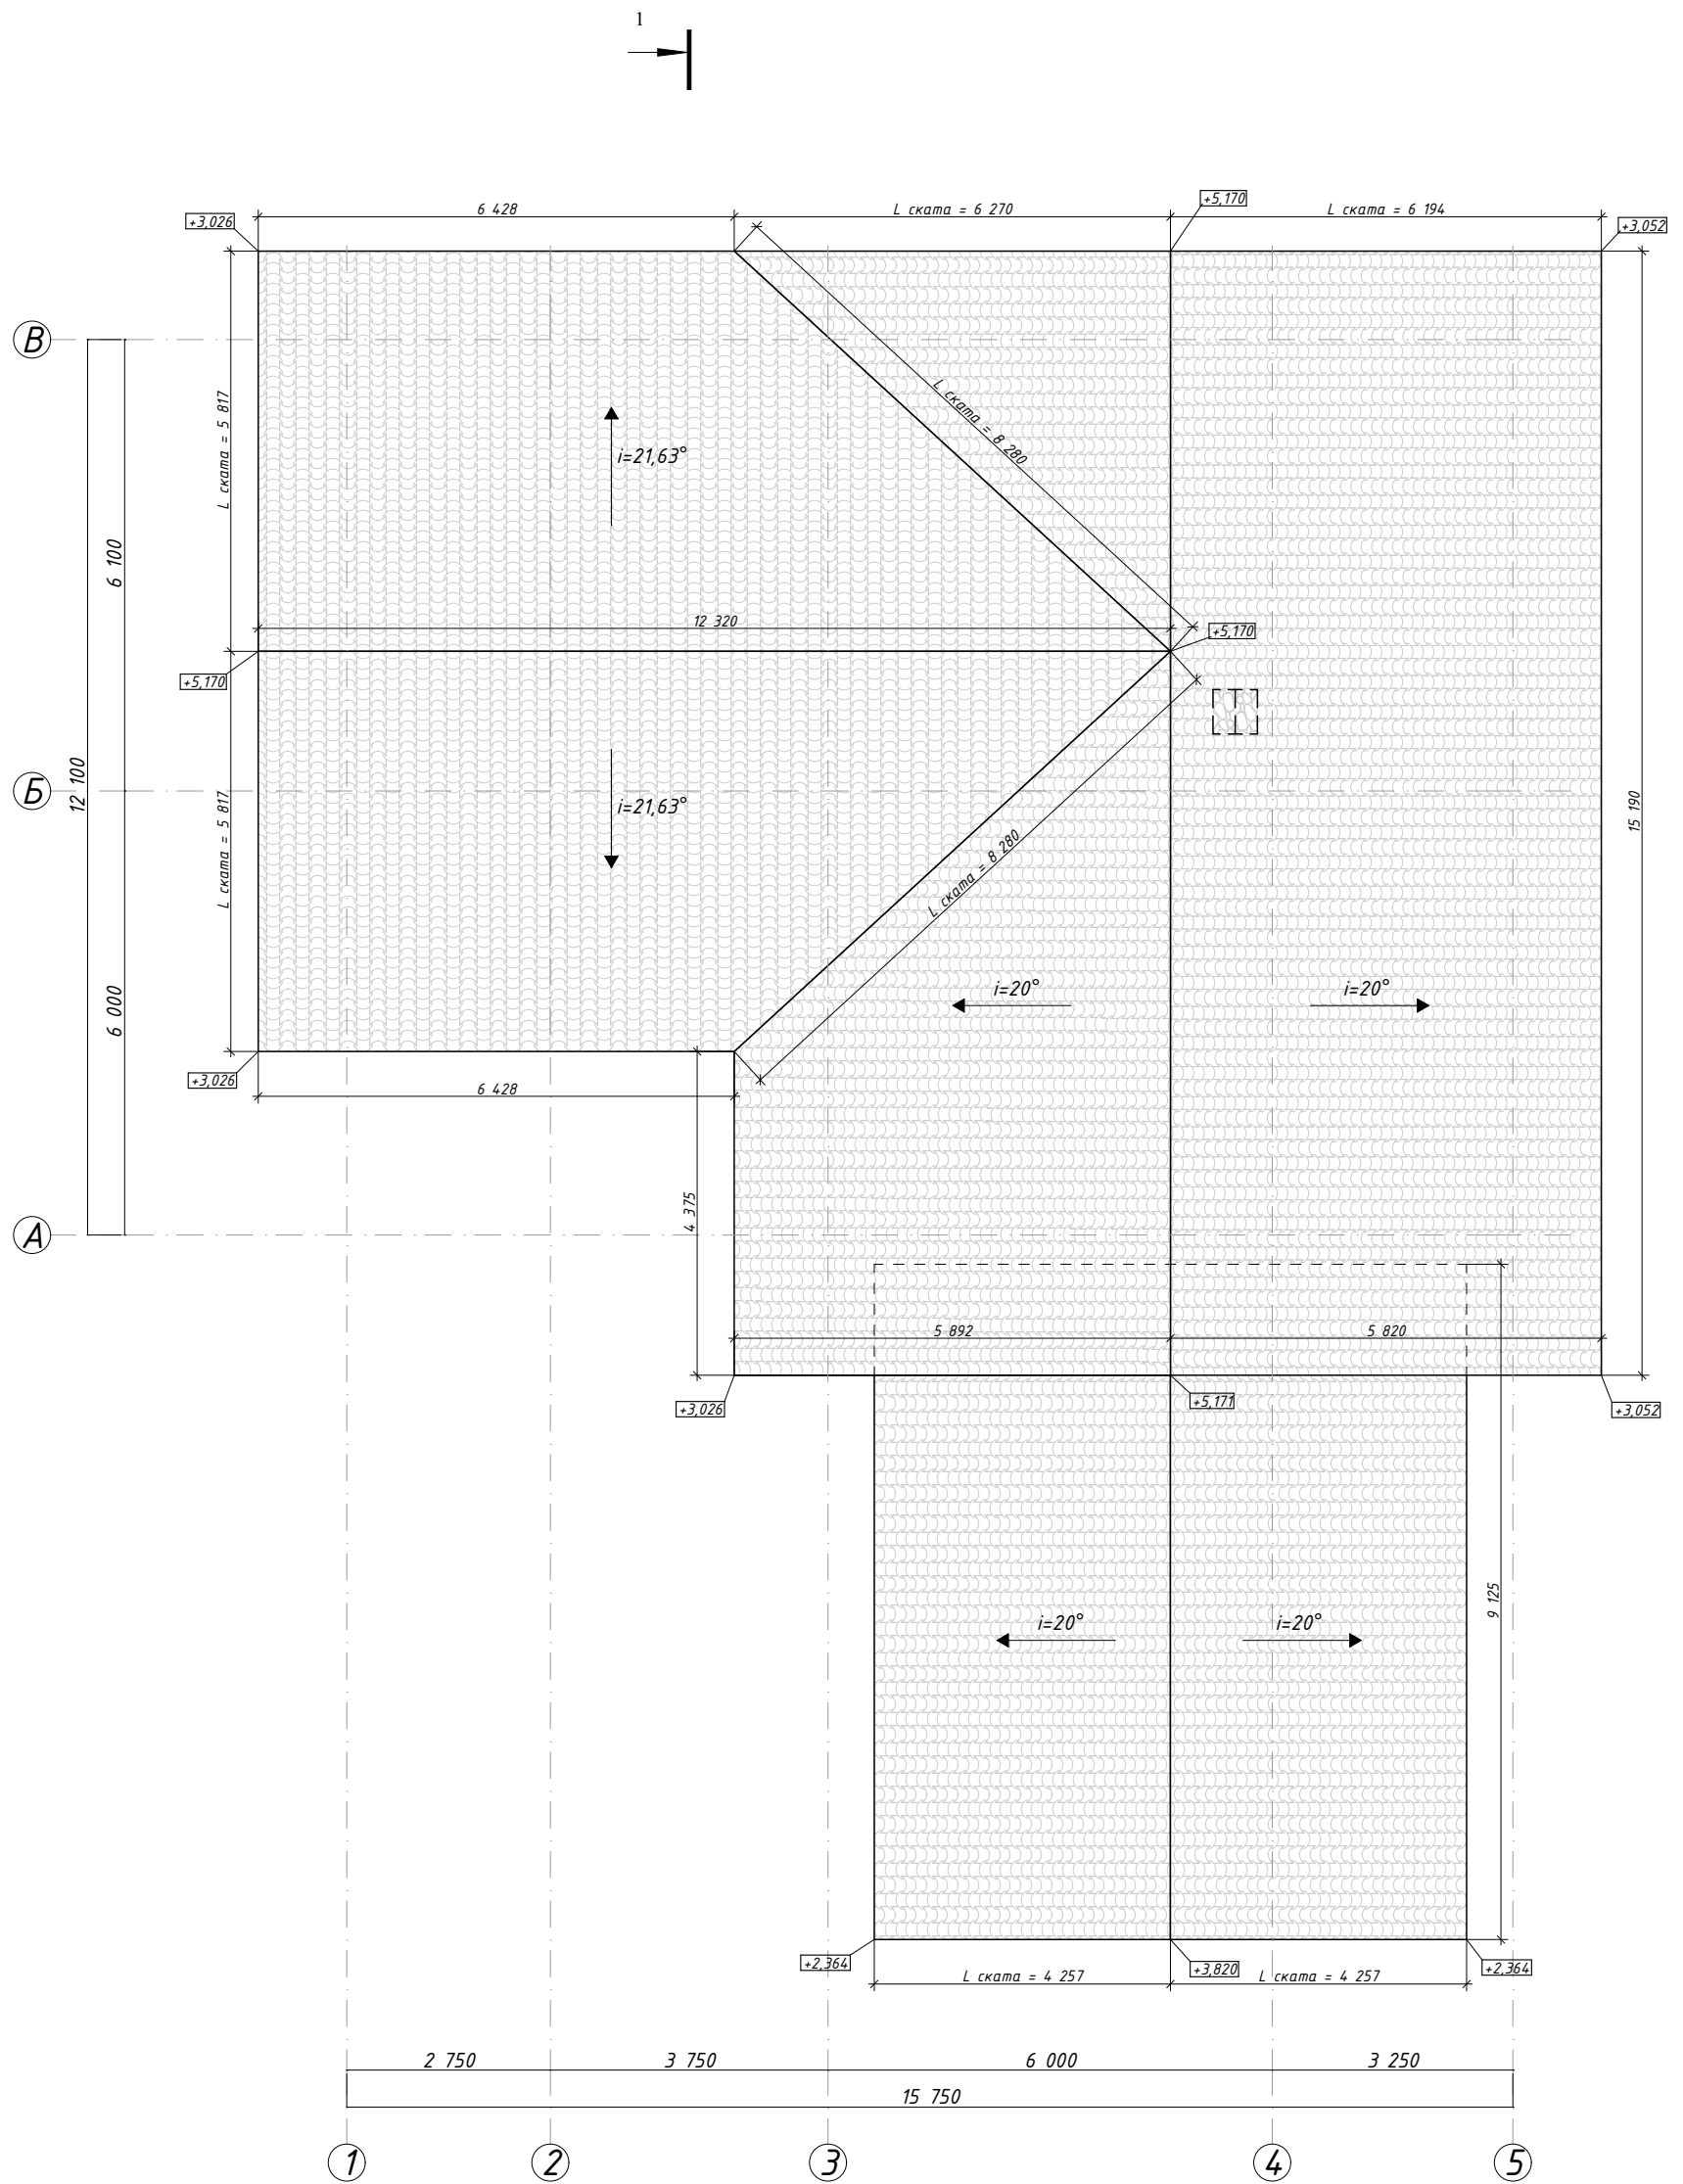 1
+3,026
6 428
L ската = 6 270
+5,170
L ската = 6 194
+3,052
В
L ската = 5 817
L ската = 8 280
i=21,63°
6 100
12 320
+5,170
+5,170
Б
12 100
15 190
i=21,63°
L ската = 5 817
L ската = 8 280
6 000
i=20°
i=20°
+3,026
6 428
4 375
А
5 892
5 820
+3,026
+5,171
+3,052
9 125
i=20°
i=20°
+2,364
+3,820
+2,364
L ската = 4 257
L ската = 4 257
2 750
3 750
6 000
3 250
15 750
1
2
3
4
5